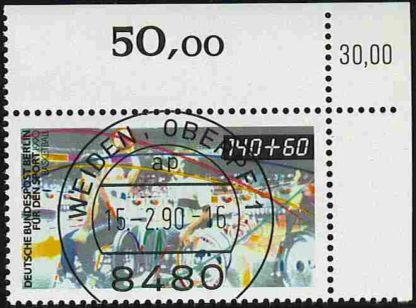 50,00
30,00
DEUTSCHE BUNDESPOST BERLIN
FÜR DEN SPORT 1990
BASKETBALL
140+60
WEIDEN, OBERPF 1
ap
15-2.90-16
8480